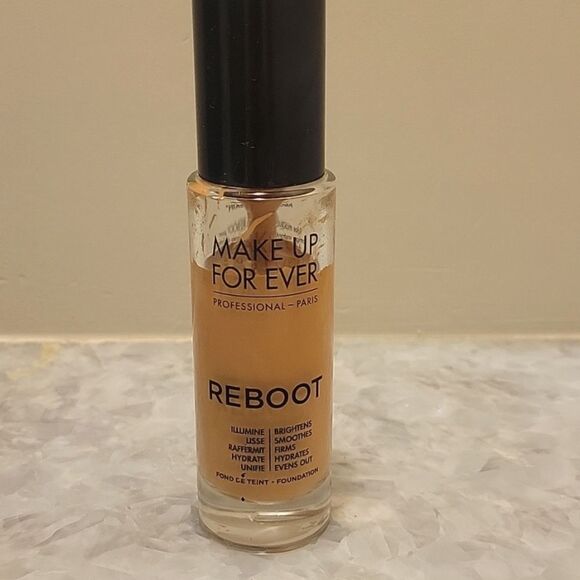 MAKE UP
FOR EVER
PROFESSIONAL – PARIS
REBOOT
ILLUMINE | BRIGHTENS
LISSE | SMOOTHES
RAFFERMIT | FIRMS
HYDRATE | HYDRATES
UNIFIE | EVENS OUT
FOND DE TEINT - FOUNDATION